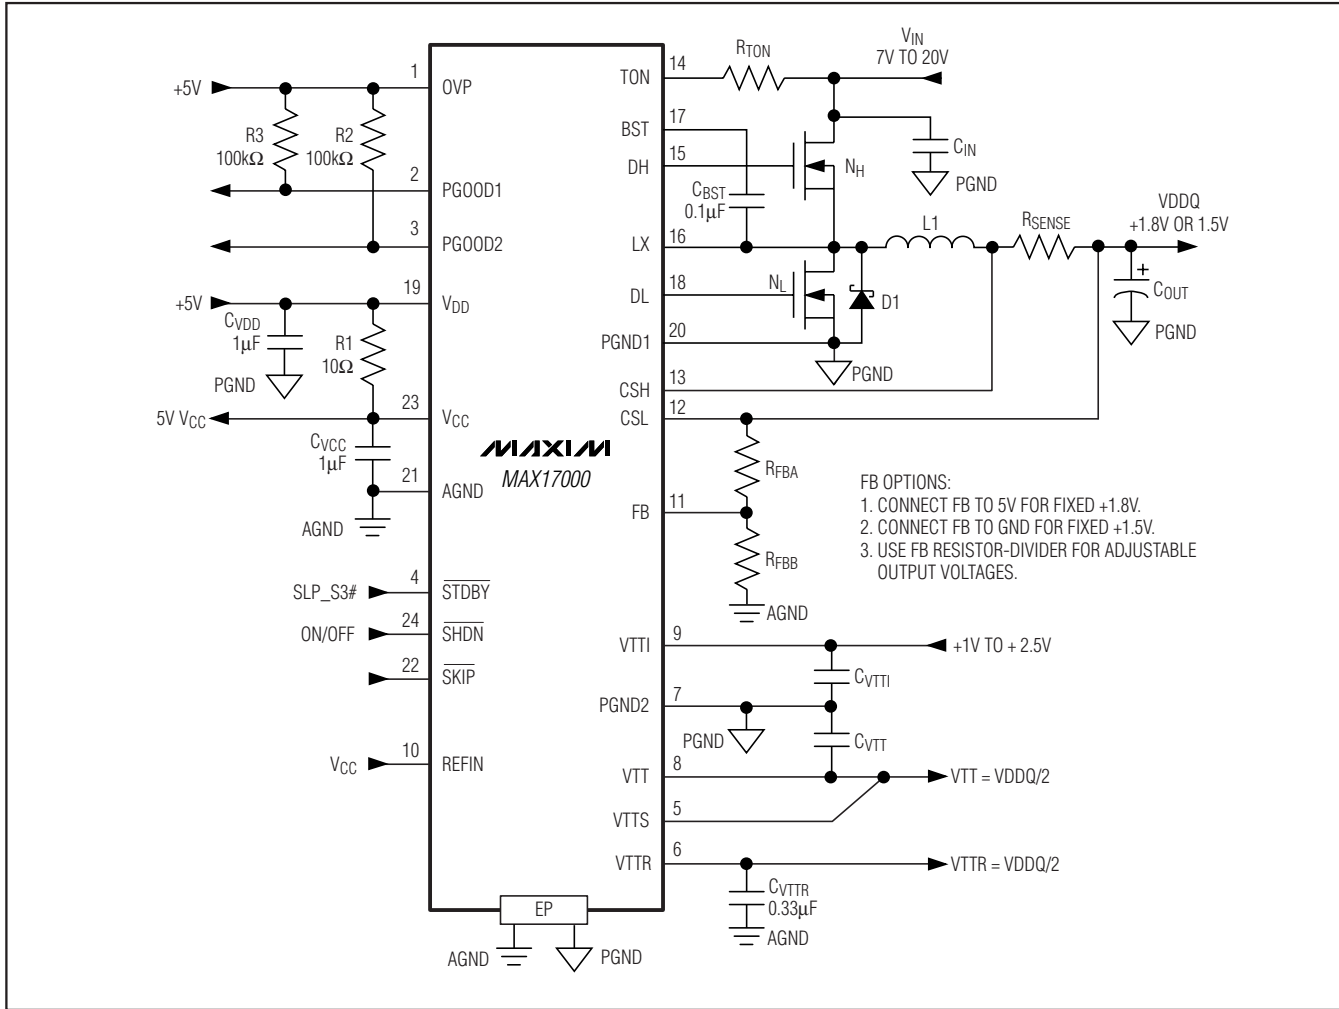 +5V
R3
100kΩ
R2
100kΩ
1
OVP
2
PGOOD1
3
PGOOD2
+5V
19
VDD
CVDD
1µF
PGND
R1
10Ω
5V VCC
23
VCC
CVCC
1µF
21
AGND
AGND
SLP_S3#
4
STDBY
ON/OFF
24
SHDN
22
SKIP
VCC
10
REFIN
MAXIM
MAX17000
EP
AGND
PGND
TON
14
RTON
VIN
7V TO 20V
BST
17
DH
15
CBST
0.1µF
NH
CIN
PGND
LX
16
L1
RSENSE
VDDQ
+1.8V OR 1.5V
DL
18
NL
D1
COUT
PGND
PGND1
20
PGND
CSH
13
CSL
12
RFBA
FB
11
RFBB
AGND
FB OPTIONS:
1. CONNECT FB TO 5V FOR FIXED +1.8V.
2. CONNECT FB TO GND FOR FIXED +1.5V.
3. USE FB RESISTOR-DIVIDER FOR ADJUSTABLE
OUTPUT VOLTAGES.
VTTI
9
+1V TO + 2.5V
CVTTI
PGND2
7
PGND
CVTT
VTT
8
VTT = VDDQ/2
VTTS
5
VTTR
6
VTTR = VDDQ/2
CVTTR
0.33µF
AGND